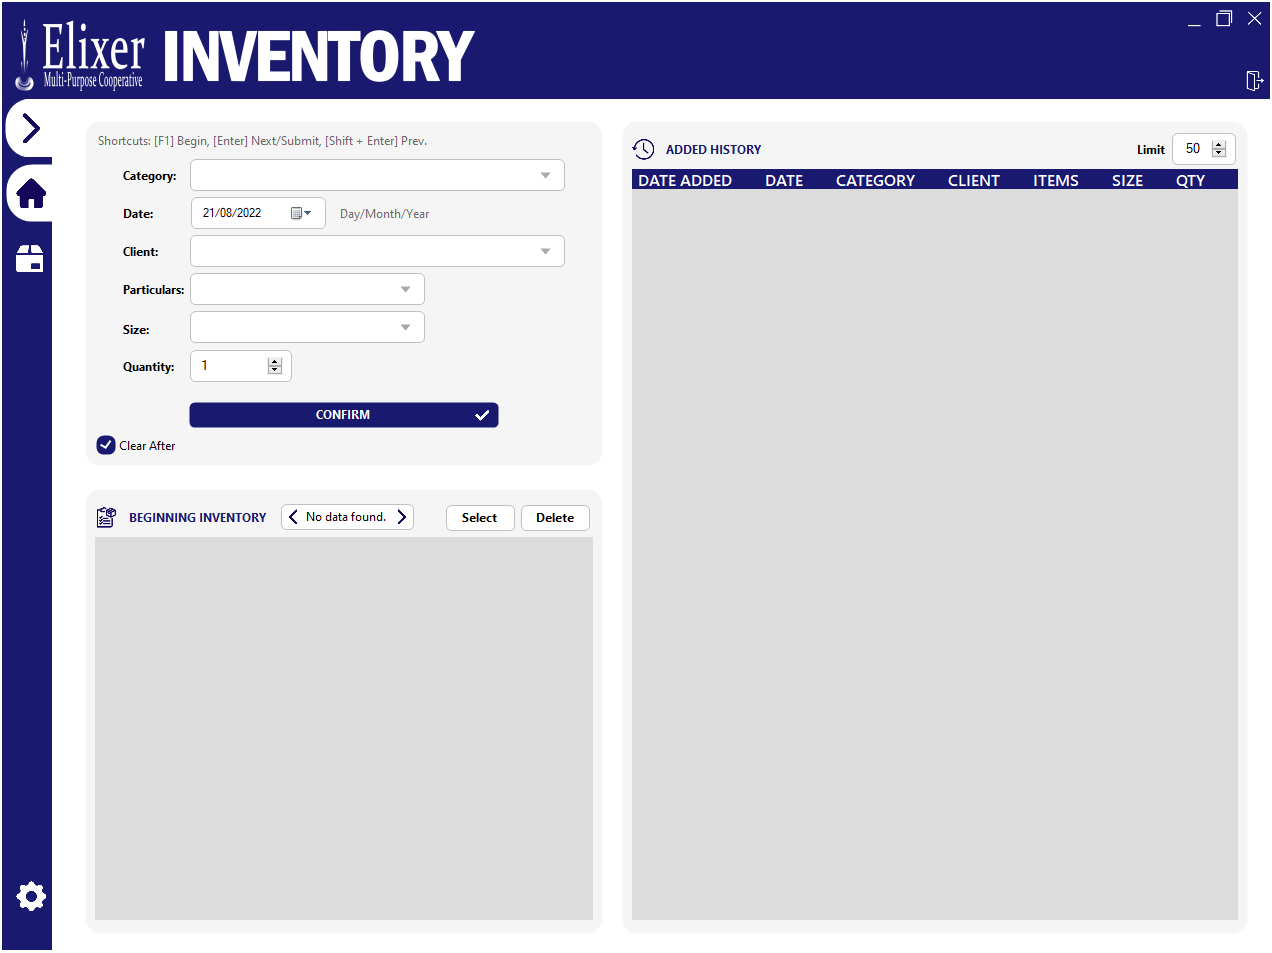 Elixer
Multi-Purpose Cooperative
INVENTORY
Shortcuts: [F1] Begin, [Enter] Next/Submit, [Shift + Enter] Prev.
Category:
Date: 21/08/2022 Day/Month/Year
Client:
Particulars:
Size:
Quantity: 1
CONFIRM
Clear After
BEGINNING INVENTORY No data found. Select Delete
ADDED HISTORY Limit 50
DATE ADDED DATE CATEGORY CLIENT ITEMS SIZE QTY